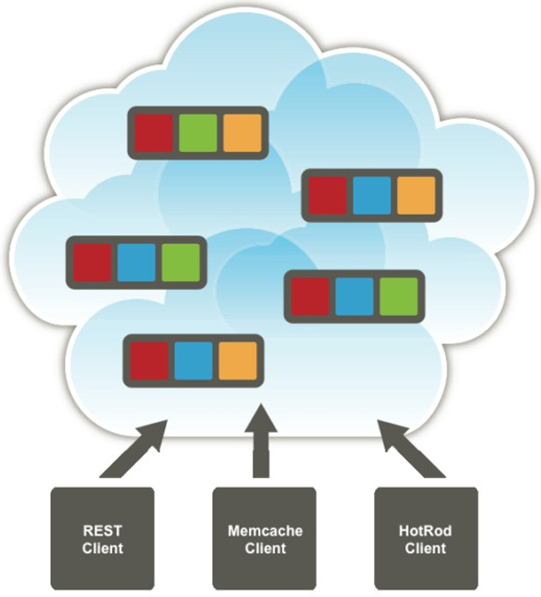 REST
Client
Memcache
Client
HotRod
Client